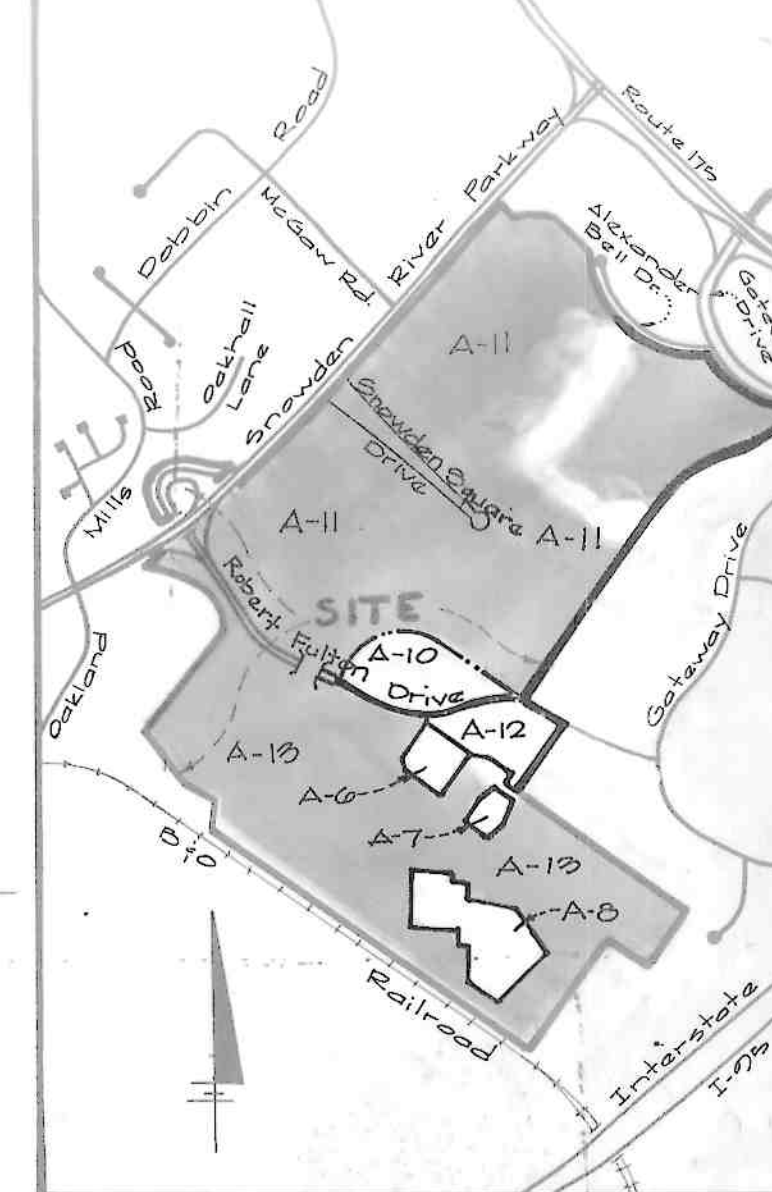 Route 175
Parkway
River
Snowden
Road
Dobbin
McGaw Rd.
Alexander
Bell Dr.
Drive
A-11
Oakhall
Lane
Road
Mills
Oakland
Snowden Square
Drive
A-11
A-11
SITE
Robert Fulton
Drive
A-10
A-12
Gateway Drive
A-13
A-6
A-7
A-13
A-8
B&O
Railroad
Interstate
I-95